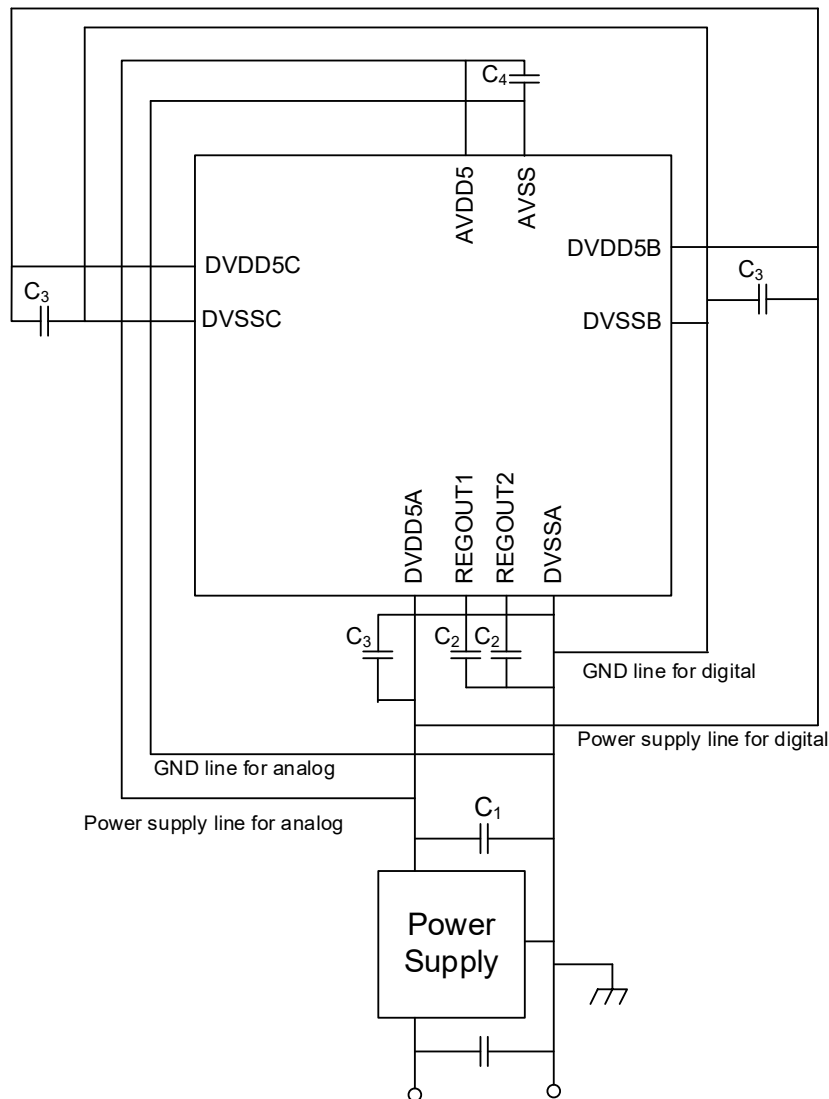 C4
AVDD5
AVSS
DVDD5C
DVDD5B
C3
C3
DVSSC
DVSSB
DVDD5A
REGOUT1
REGOUT2
DVSSA
C3
C2
C2
GND line for digital
Power supply line for digital
GND line for analog
Power supply line for analog
C1
Power
Supply